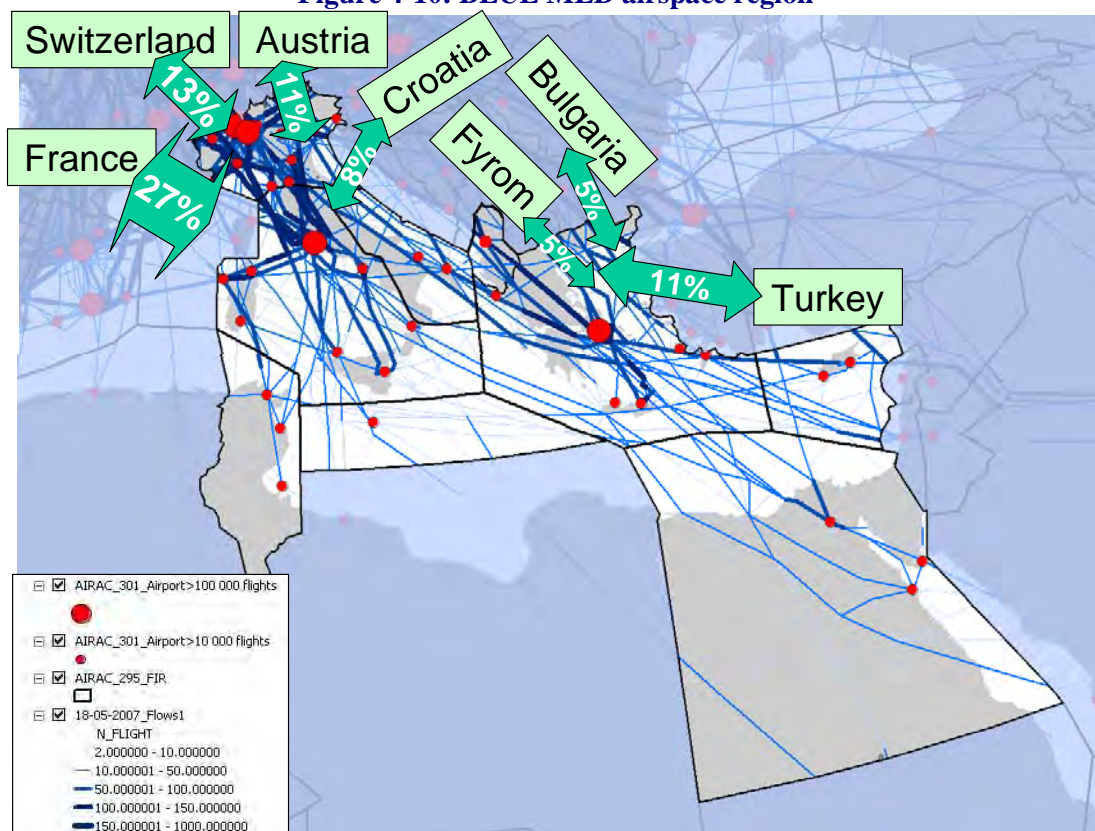 Figure 4-10: BLUE MED airspace region
Switzerland
Austria
Croatia
Bulgaria
Fyrom
France
Turkey
13%
11%
8%
27%
5%
5%
11%
AIRAC_301_Airport>100 000 flights
AIRAC_301_Airport>10 000 flights
AIRAC_295_FIR
18-05-2007_Flows1
N_FLIGHT
2.000000 - 10.000000
10.000001 - 50.000000
50.000001 - 100.000000
100.000001 - 150.000000
150.000001 - 1000.000000